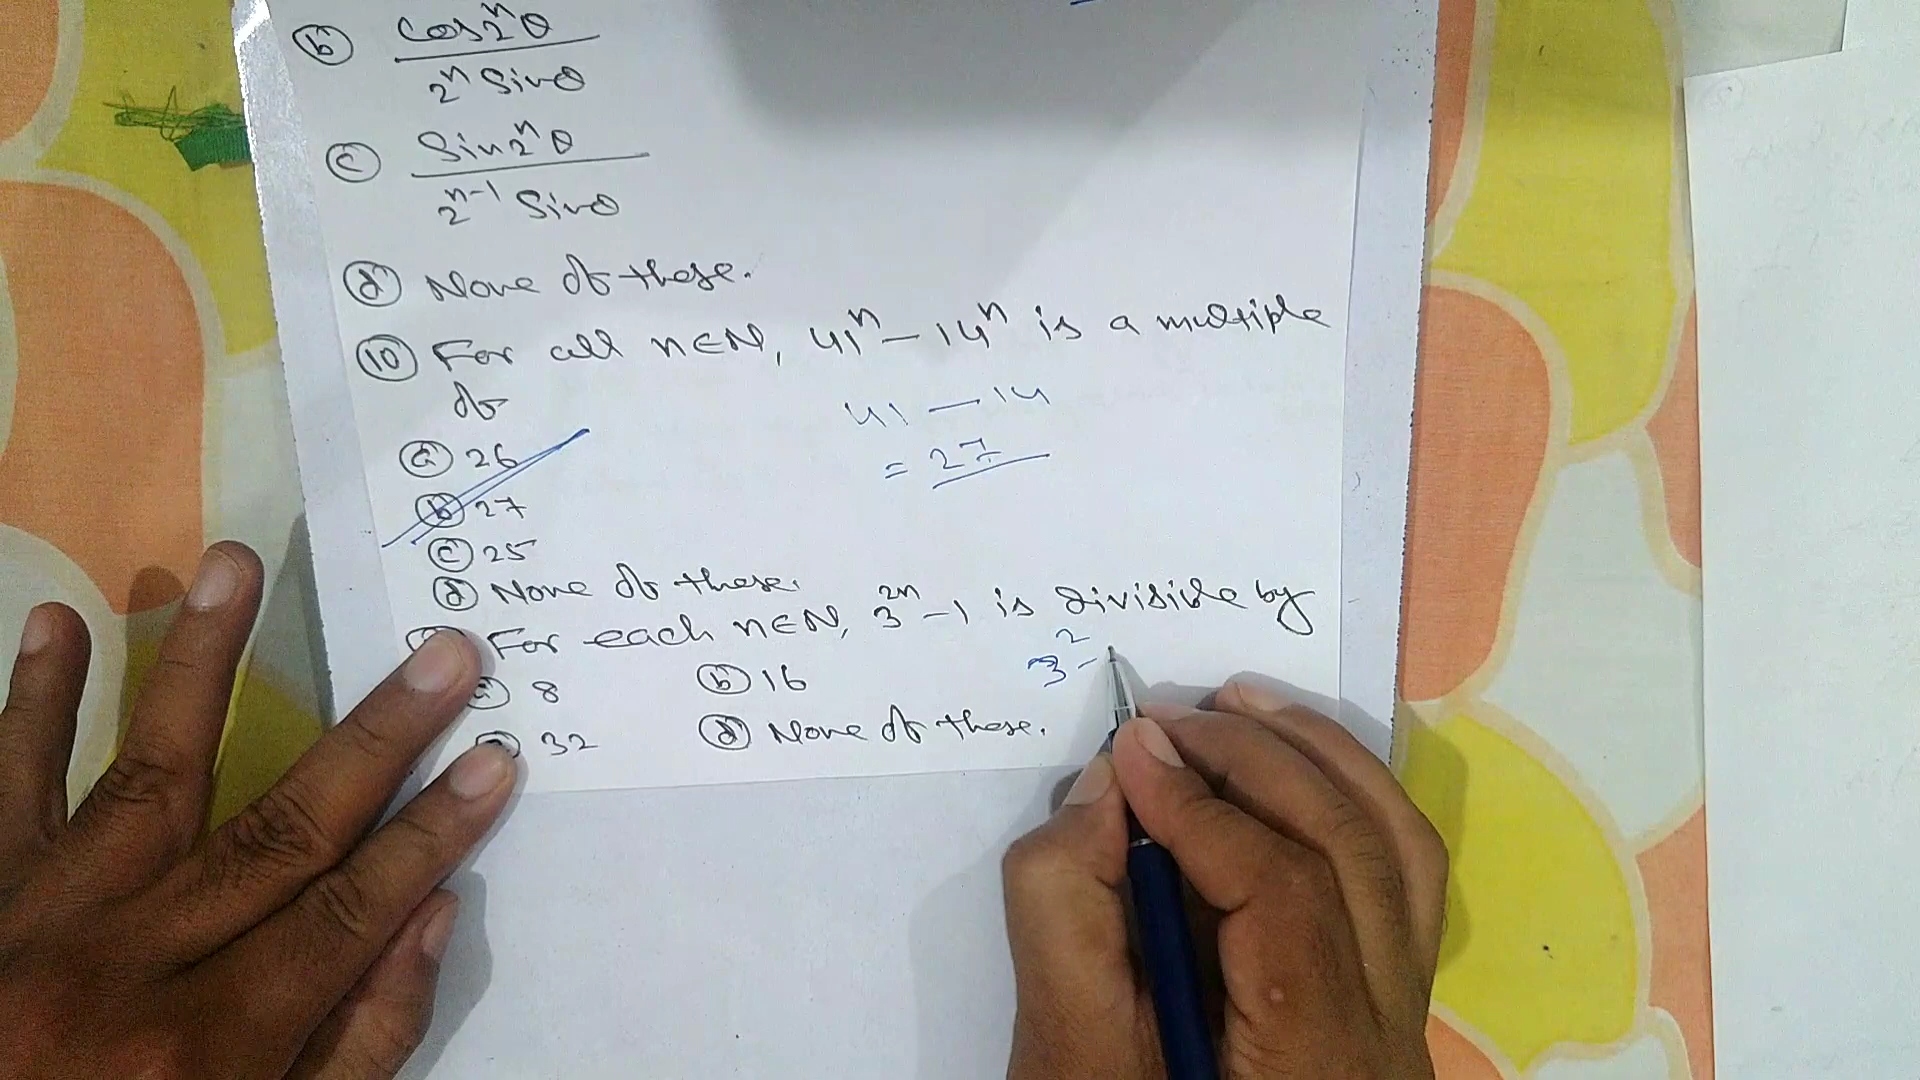 (b) cos2ⁿθ
2ⁿ Sinθ
(c) Sin2ⁿθ
2ⁿ⁻¹ Sinθ
(d) None of these.
(10) For all n∈N, 41ⁿ – 14ⁿ is a multiple
of
41 – 14
= 27
(a) 26
(b) 27
(c) 25
(d) None of these.
For each n∈N, 3²ⁿ – 1 is divisible by
3² –
8 (b) 16
32 (d) None of these.